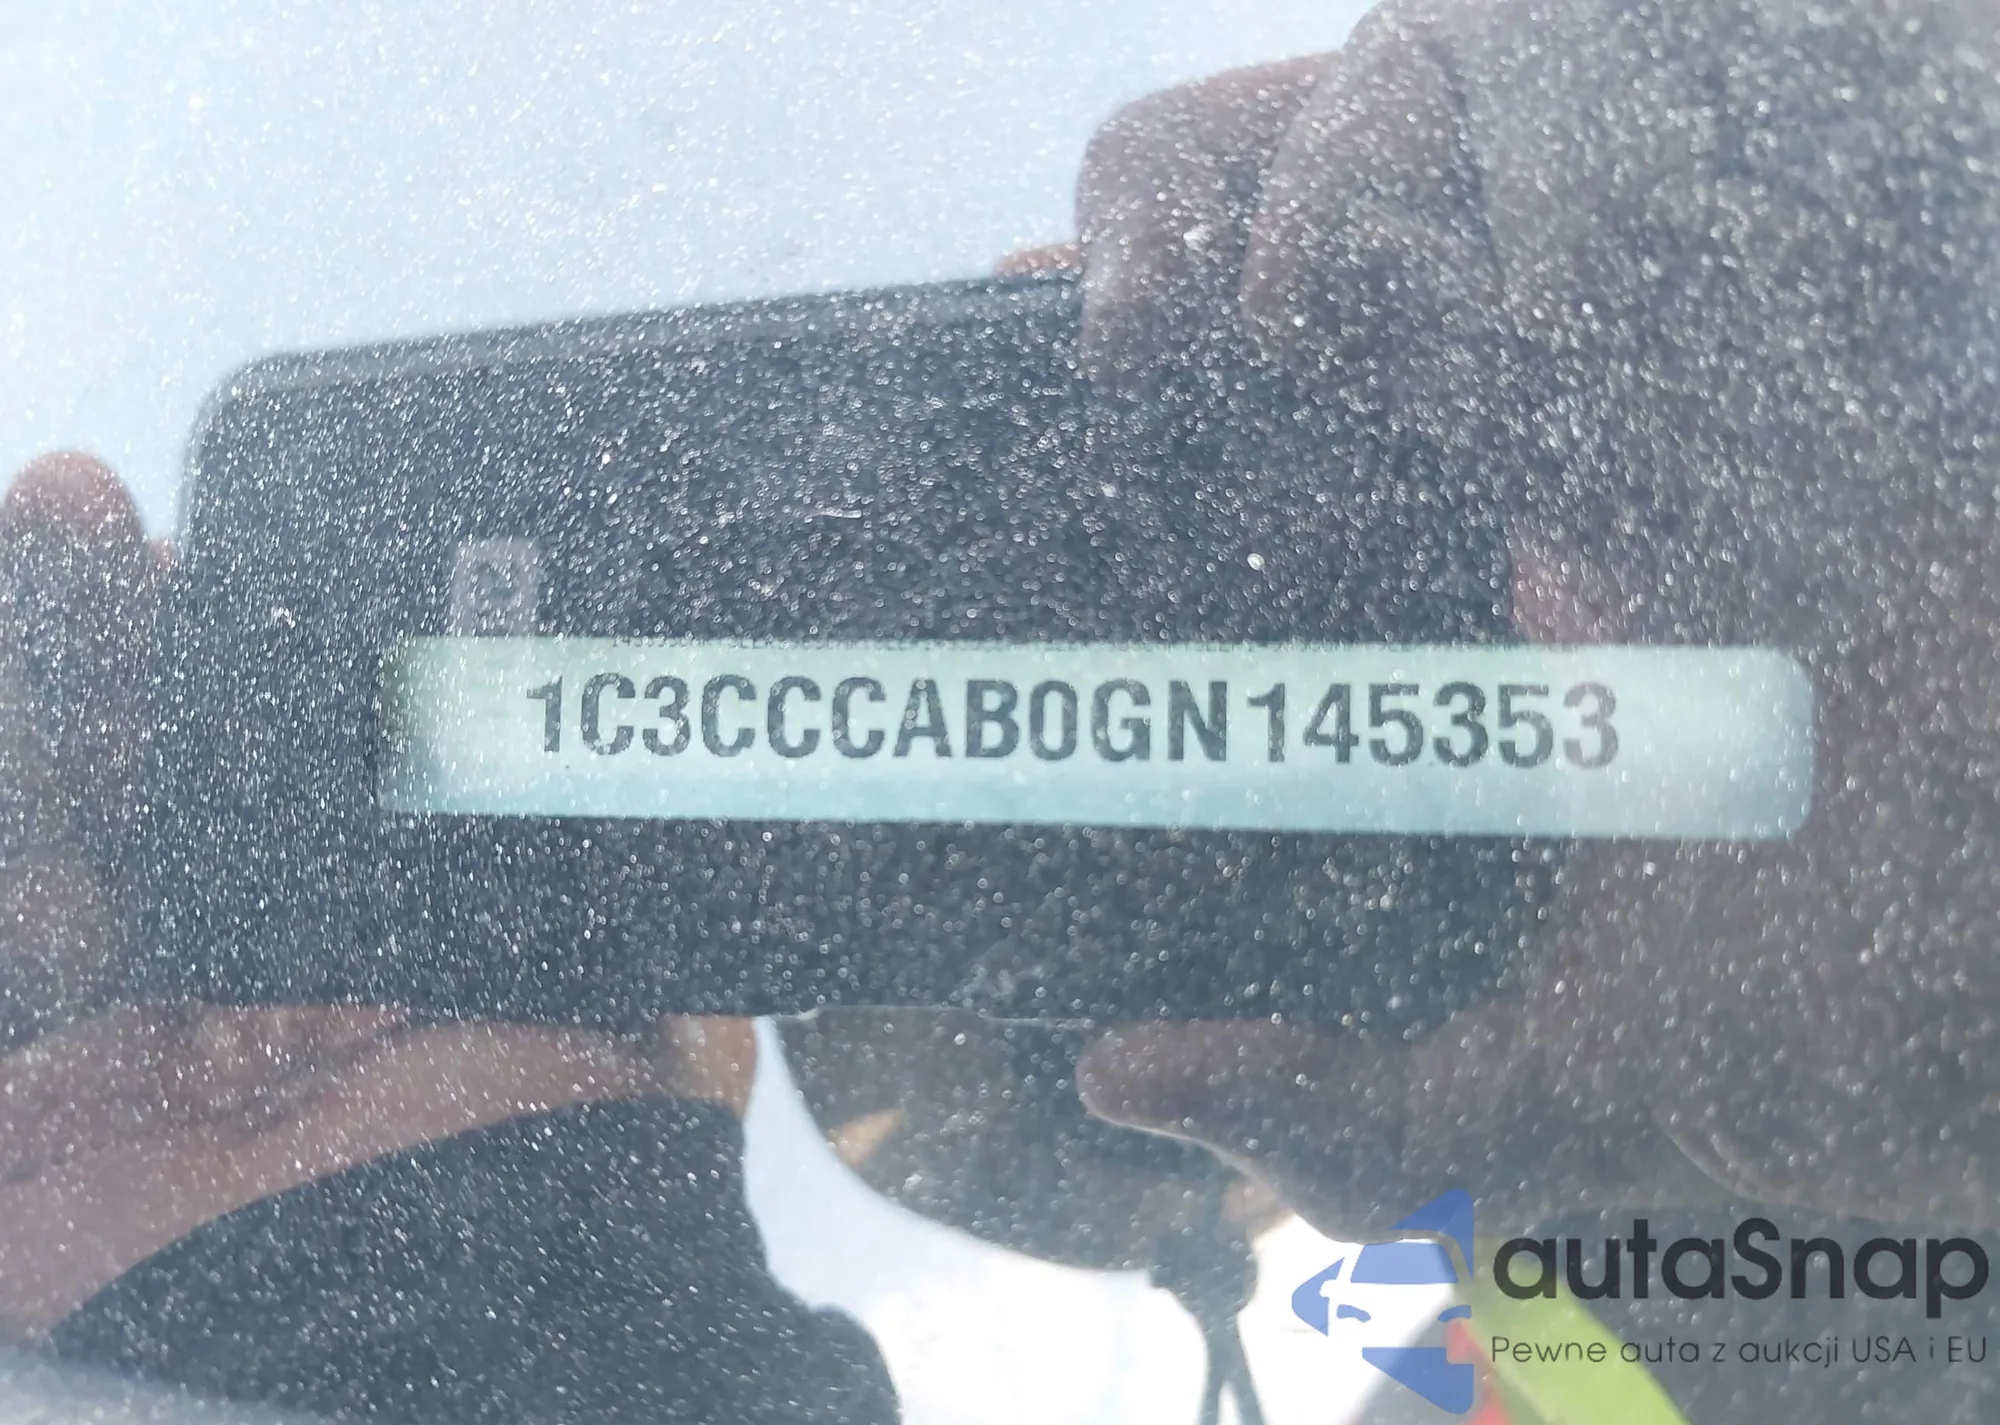 1C3CCCAB0GN145353
autaSnap
Pewne auta z aukcji USA i EU